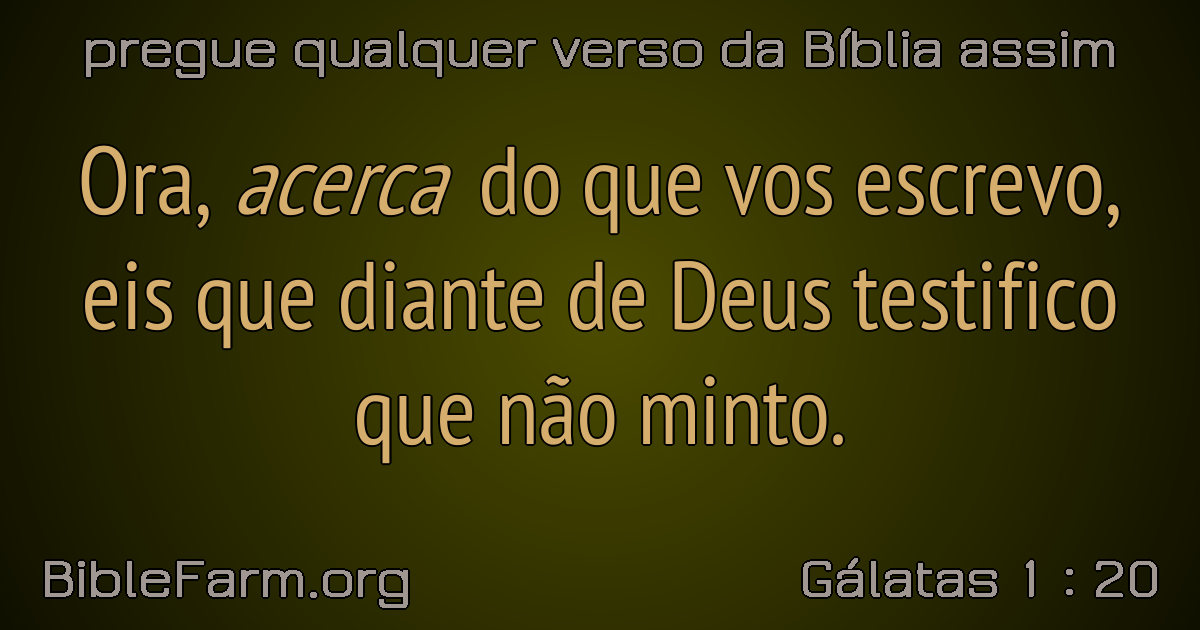 pregue qualquer verso da Bíblia assim
Ora, acerca do que vos escrevo,
eis que diante de Deus testifico
que não minto.
BibleFarm.org
Gálatas 1 : 20